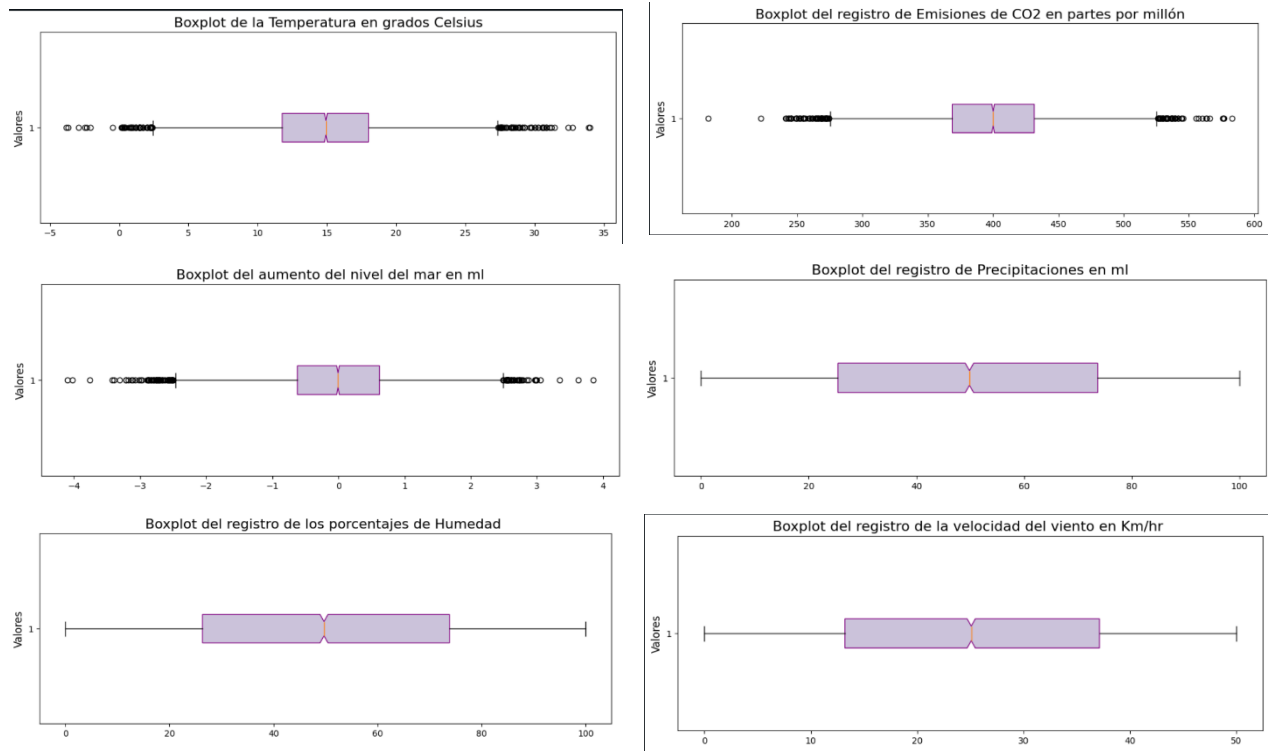 Boxplot de la Temperatura en grados Celsius
Valores
1
−5 0 5 10 15 20 25 30 35
Boxplot del registro de Emisiones de CO2 en partes por millón
Valores
1
200 250 300 350 400 450 500 550 600
Boxplot del aumento del nivel del mar en ml
Valores
1
−4 −3 −2 −1 0 1 2 3 4
Boxplot del registro de Precipitaciones en ml
Valores
1
0 20 40 60 80 100
Boxplot del registro de los porcentajes de Humedad
Valores
1
0 20 40 60 80 100
Boxplot del registro de la velocidad del viento en Km/hr
Valores
1
0 10 20 30 40 50